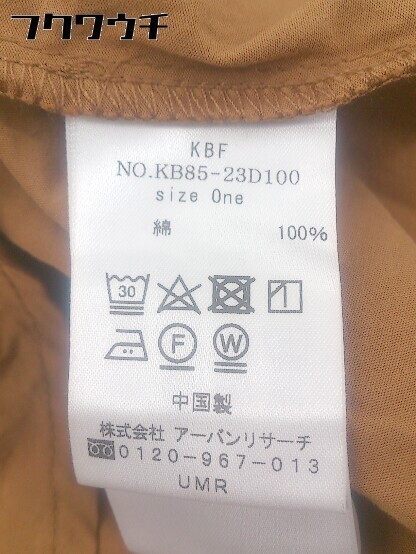 フクワウチ
KBF
NO.KB85-23D100
size One
綿 100%
30
F W
中国製
株式会社 アーバンリサーチ
0120-967-013
UMR